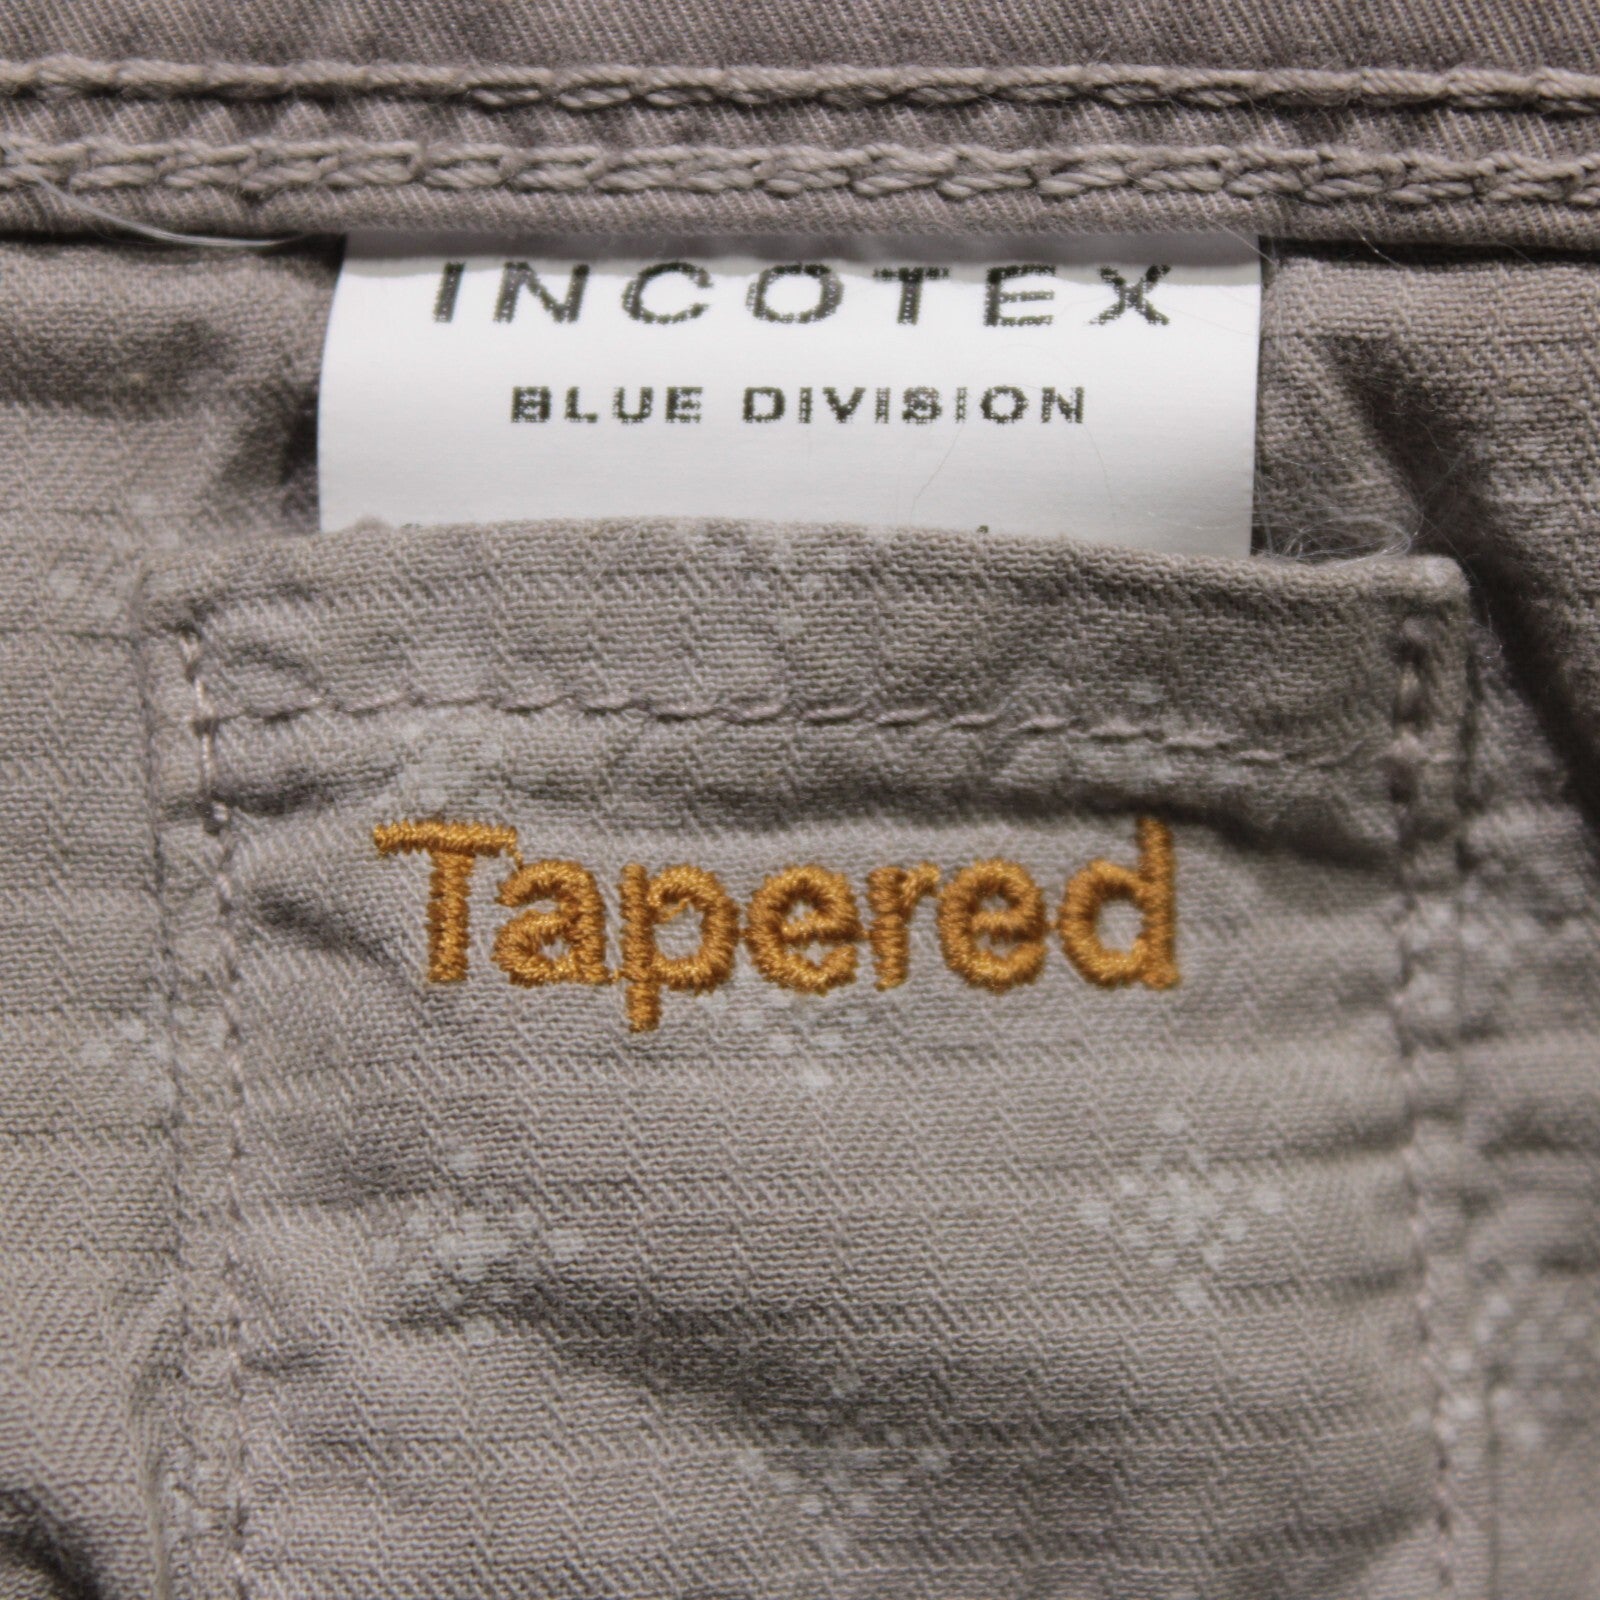 INCOTEX
BLUE DIVISION
Tapered